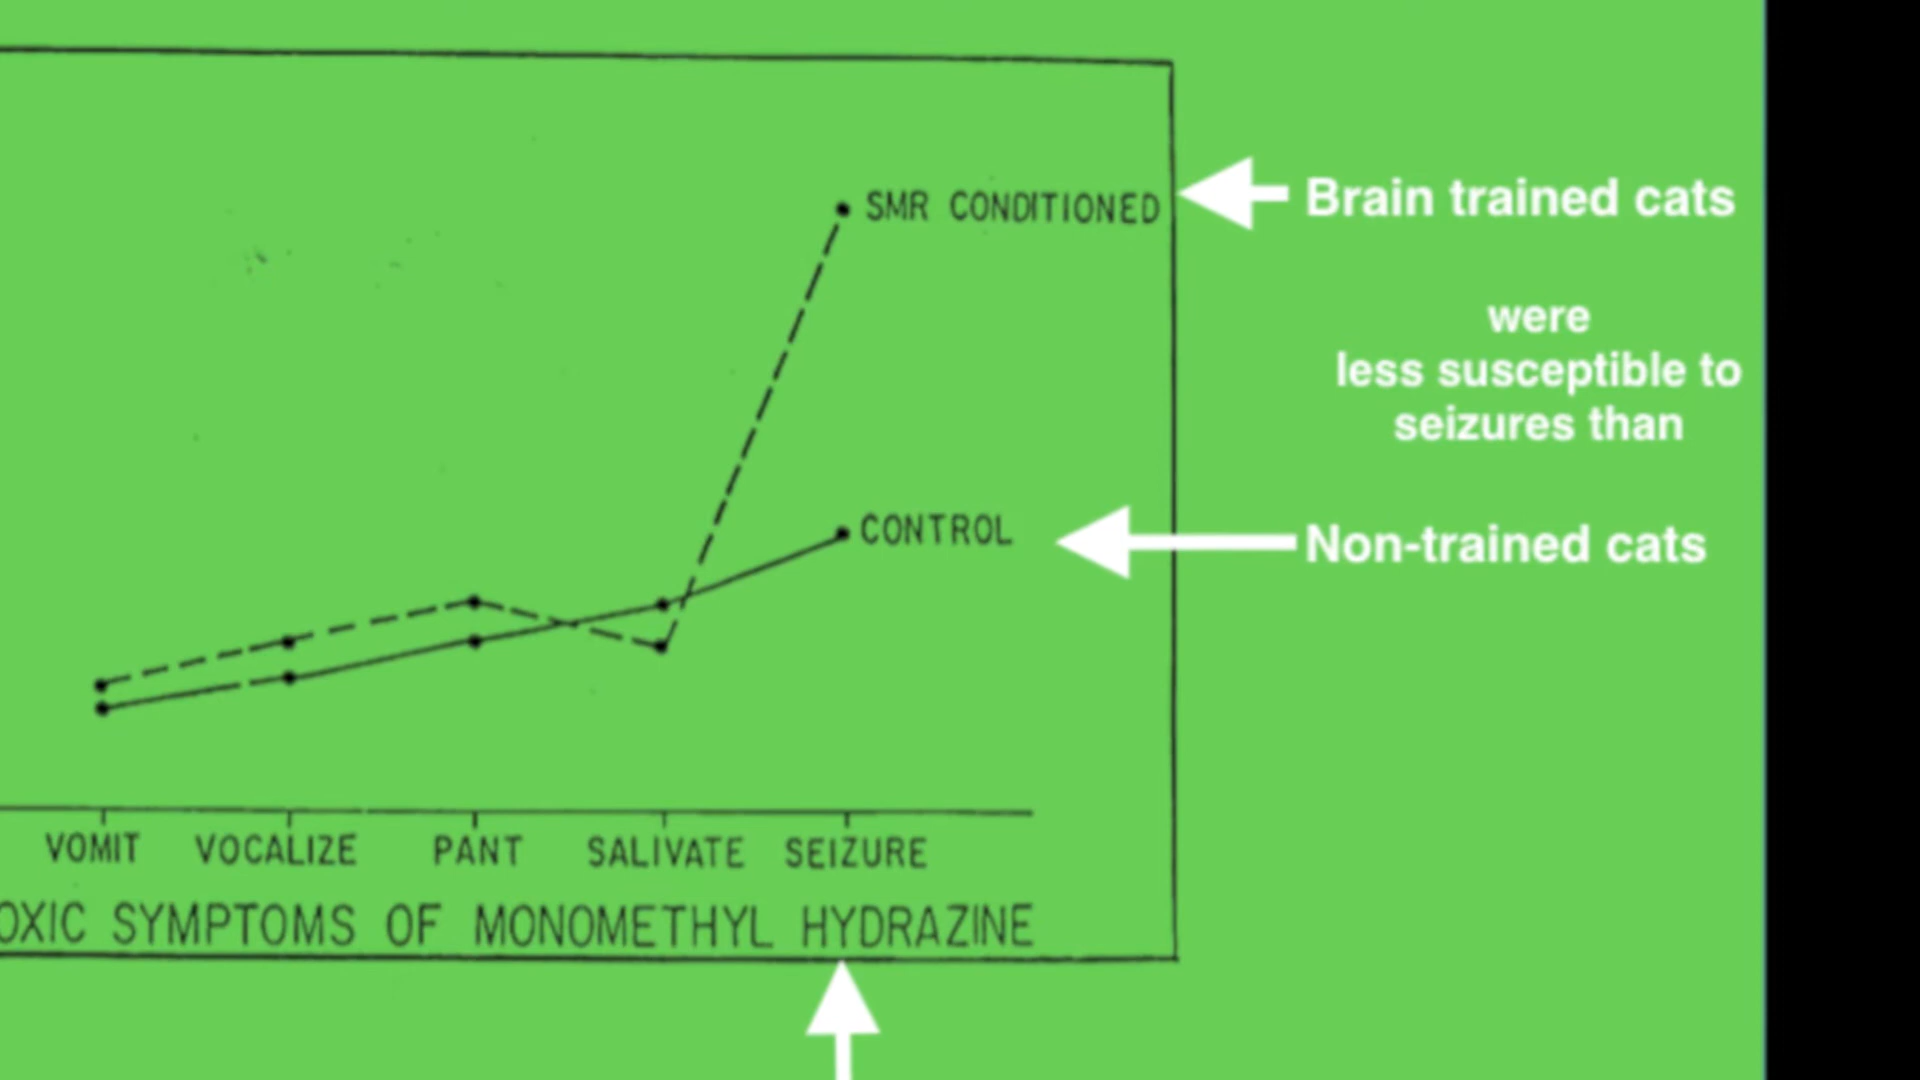 SMR CONDITIONED
Brain trained cats
were
less susceptible to
seizures than
CONTROL
Non-trained cats
VOMIT VOCALIZE PANT SALIVATE SEIZURE
OXIC SYMPTOMS OF MONOMETHYL HYDRAZINE